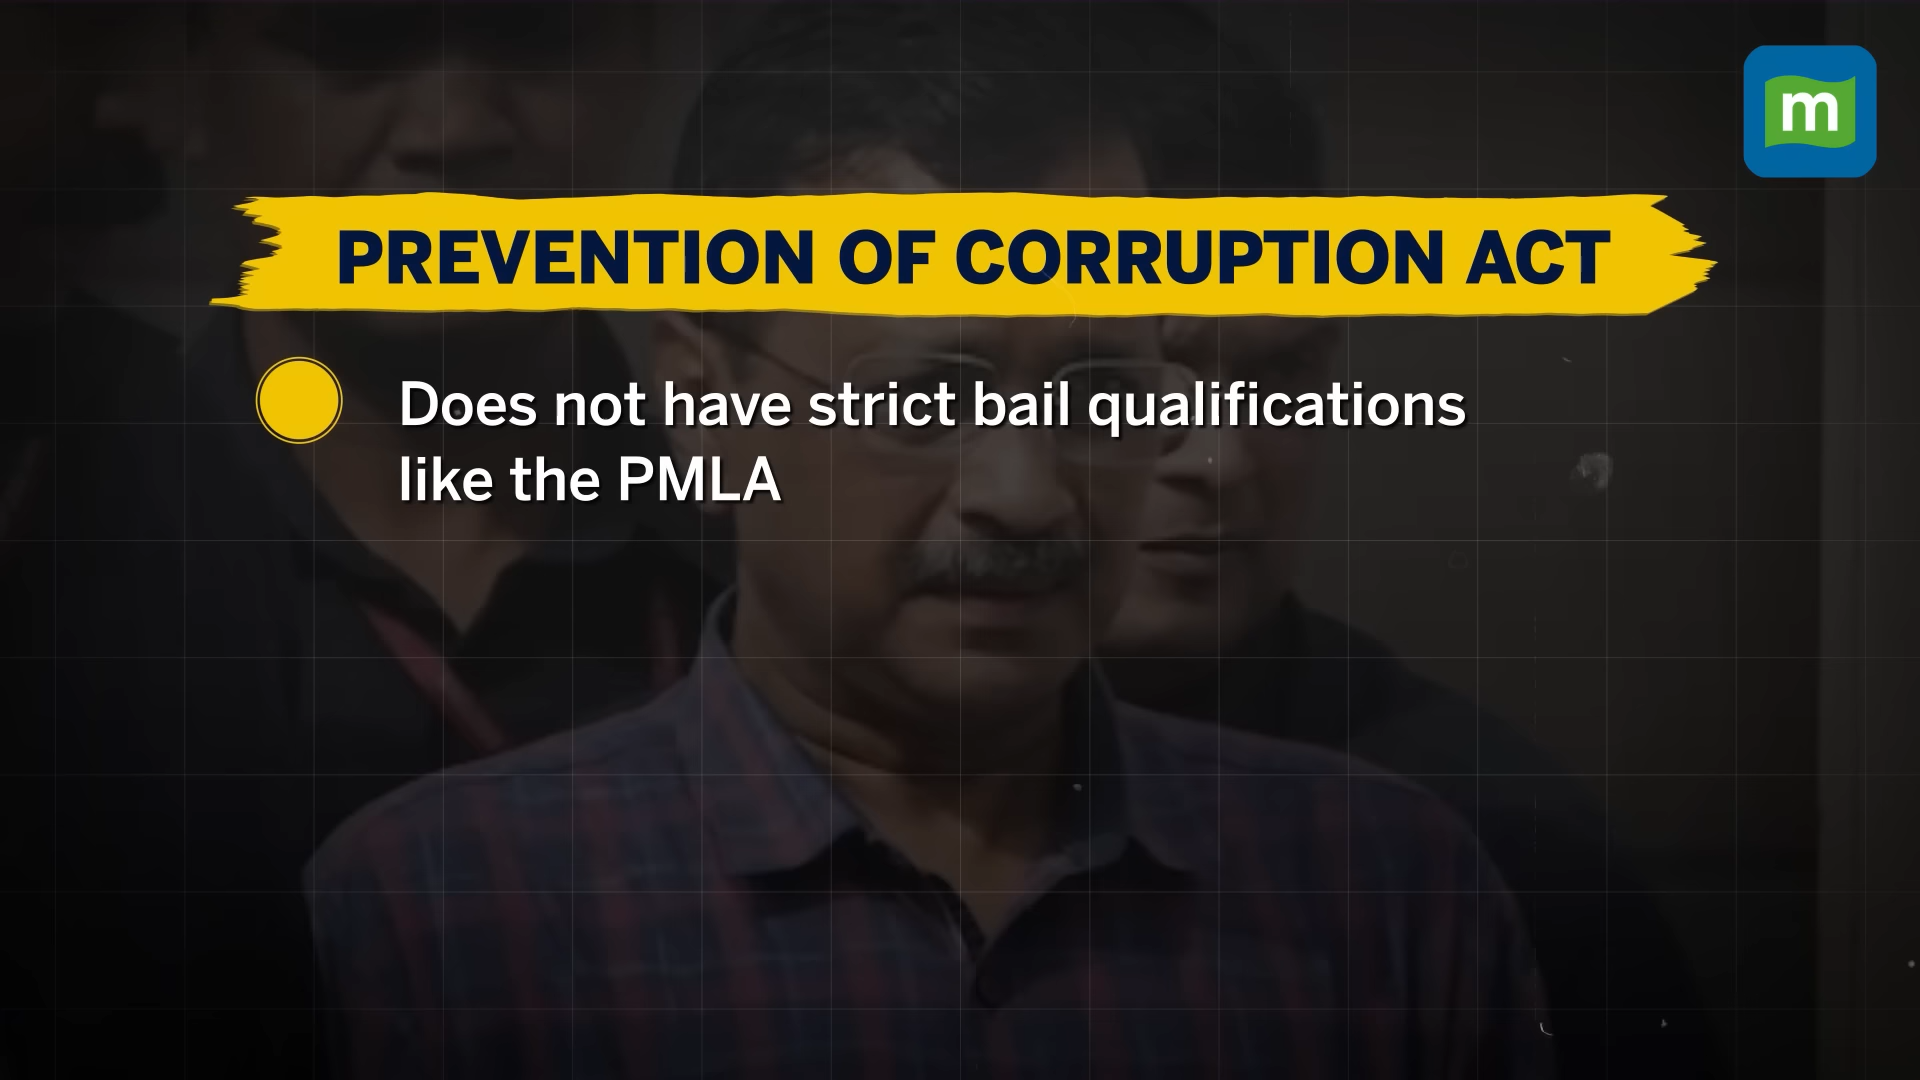 m
PREVENTION OF CORRUPTION ACT
Does not have strict bail qualifications
like the PMLA